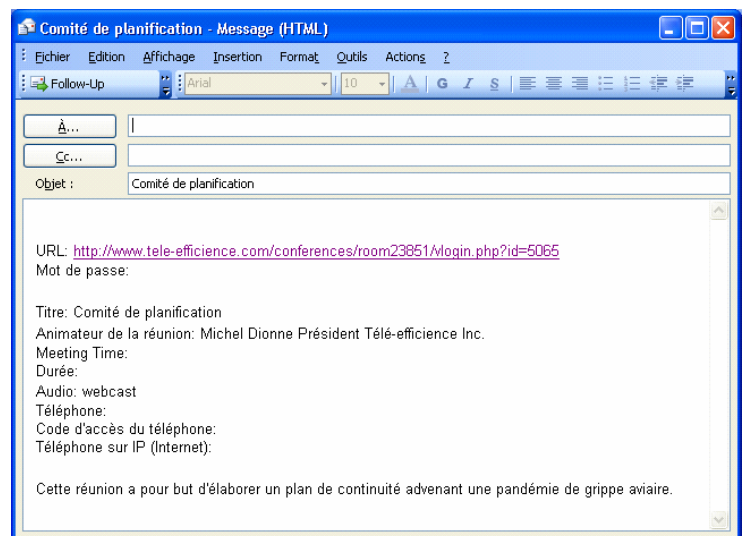 Comité de planification - Message (HTML)
Fichier Edition Affichage Insertion Format Outils Actions ?
Follow-Up Arial 10 A G I S
À...
Cc...
Objet : Comité de planification
URL: http://www.tele-efficience.com/conferences/room23851/vlogin.php?id=5065
Mot de passe:
Titre: Comité de planification
Animateur de la réunion: Michel Dionne Président Télé-efficience Inc.
Meeting Time:
Durée:
Audio: webcast
Téléphone:
Code d'accès du téléphone:
Téléphone sur IP (Internet):
Cette réunion a pour but d'élaborer un plan de continuité advenant une pandémie de grippe aviaire.